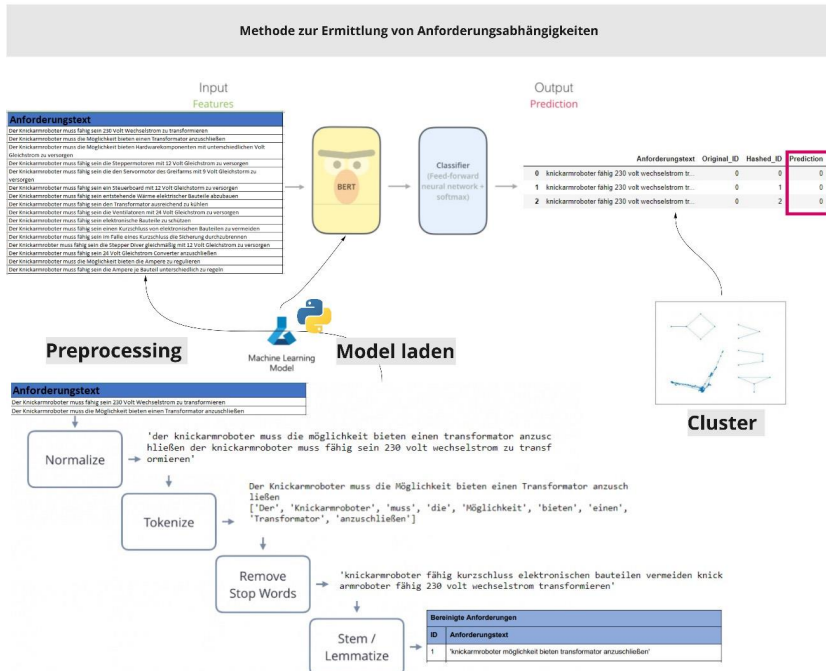 Methode zur Ermittlung von Anforderungsabhängigkeiten
Input
Features
Output
Prediction
Anforderungstext
Der Knickarmroboter muss fähig sein 230 Volt Wechselstrom zu transformieren
Der Knickarmroboter muss die Möglichkeit bieten einen Transformator anzuschließen
Der Knickarmroboter muss die Möglichkeit bieten Hardwarekomponenten mit unterschiedlichen Volt
Gleichstrom zu versorgen
Der Knickarmroboter muss fähig sein die Steppermotoren mit 12 Volt Gleichstrom zu versorgen
Der Knickarmroboter muss fähig sein die den Servomotor des Greifarms mit 9 Volt Gleichstrom zu
versorgen
Der Knickarmroboter muss fähig sein ein Steuerboard mit 12 Volt Gleichstorm zu versorgen
Der Knickarmroboter muss fähig sein entstehende Wärme elektrischer Bauteile abzubauen
Der Knickarmroboter muss fähig sein den Transformator ausreichend zu kühlen
Der Knickarmroboter muss fähig sein die Ventilatoren mit 24 Volt Gleichstrom zu versorgen
Der Knickarmroboter muss fähig sein elektronische Bauteile zu schützen
Der Knickarmroboter muss fähig sein einen Kurzschluss von elektronischen Bauteilen zu vermeiden
Der Knickarmroboter muss fähig sein im Falle eines Kurzschluss die Sicherung durchzubrennen
Der Knickarmrobter muss fähig sein die Stepper Diver gleichmäßig mit 12 Volt Gleichstrom zu versorgen
Der Knickarmroboter muss fähig sein 24 Volt Gleichstrom Converter anzuschließen
Der Knickarmroboter muss die Möglichkeit bieten die Ampere zu regulieren
Der Knickarmroboter muss fähig sein die Ampere je Bauteil unterschiedlich zu regeln
BERT
Classifier
(Feed-forward
neural network +
softmax)
Anforderungstext Original_ID Hashed_ID Prediction
0 knickarmroboter fähig 230 volt wechselstrom tr... 0 0 0
1 knickarmroboter fähig 230 volt wechselstrom tr... 0 1 0
2 knickarmroboter fähig 230 volt wechselstrom tr... 0 2 0
Preprocessing
Machine Learning
Model
Model laden
Cluster
Anforderungstext
Der Knickarmroboter muss fähig sein 230 Volt Wechselstrom zu transformieren
Der Knickarmroboter muss die Möglichkeit bieten einen Transformator anzuschließen
Normalize
'der knickarmroboter muss die möglichkeit bieten einen transformator anzusc
hließen der knickarmroboter muss fähig sein 230 volt wechselstrom zu transf
ormieren'
Tokenize
Der Knickarmroboter muss die Möglichkeit bieten einen Transformator anzusch
ließen
['Der', 'Knickarmroboter', 'muss', 'die', 'Möglichkeit', 'bieten', 'einen',
'Transformator', 'anzuschließen']
Remove
Stop Words
'knickarmroboter fähig kurzschluss elektronischen bauteilen vermeiden knick
armroboter fähig 230 volt wechselstrom transformieren'
Stem /
Lemmatize
Bereinigte Anforderungen
ID Anforderungstext
1 'knickarmroboter möglichkeit bieten transformator anzuschließen'